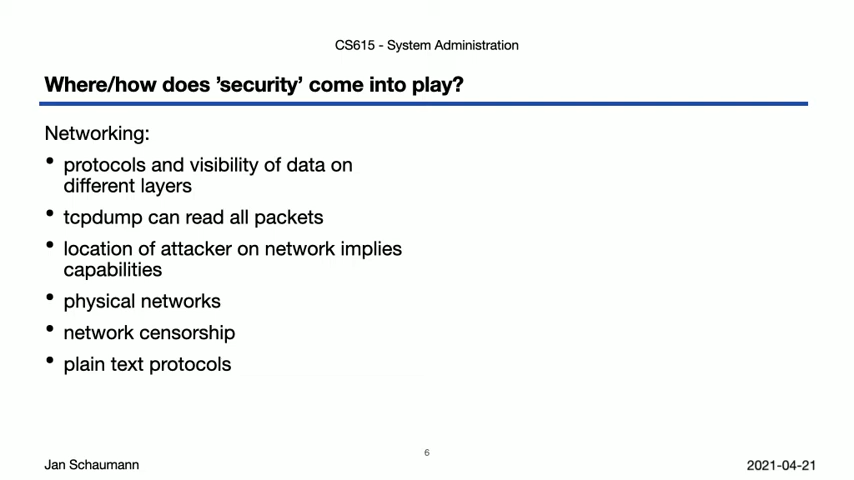 CS615 - System Administration
Where/how does ’security’ come into play?
Networking:
• protocols and visibility of data on
different layers
• tcpdump can read all packets
• location of attacker on network implies
capabilities
• physical networks
• network censorship
• plain text protocols
6
Jan Schaumann
2021-04-21